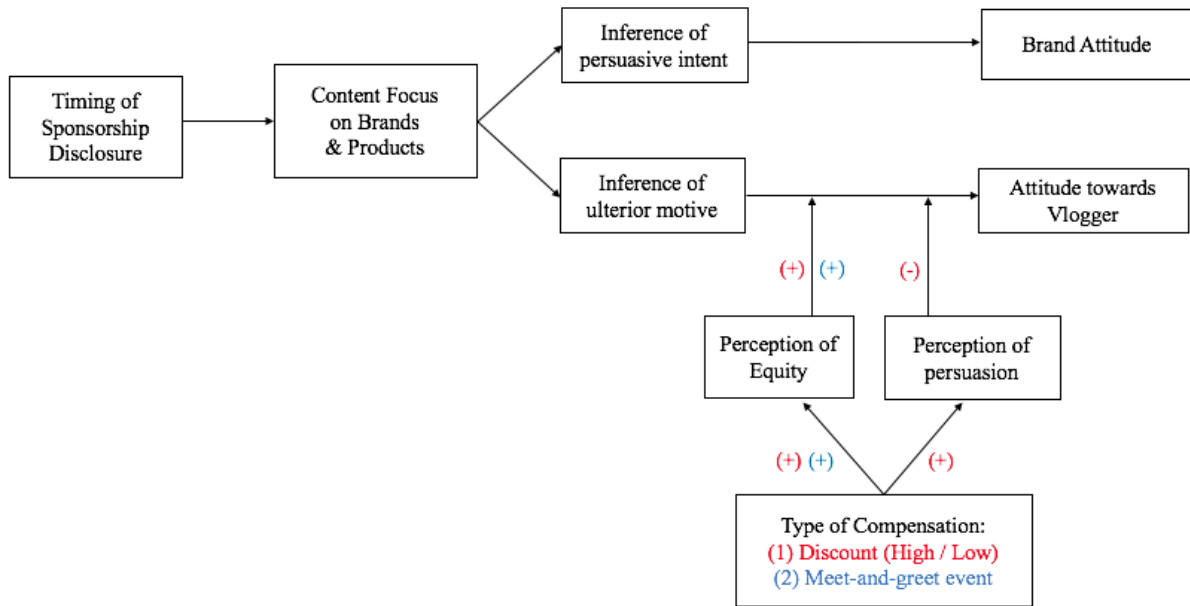 Timing of
Sponsorship
Disclosure
Content Focus
on Brands
& Products
Inference of
persuasive intent
Brand Attitude
Inference of
ulterior motive
Attitude towards
Vlogger
(+) (+)
(-)
Perception of
Equity
Perception of
persuasion
(+) (+)
(+)
Type of Compensation:
(1) Discount (High / Low)
(2) Meet-and-greet event